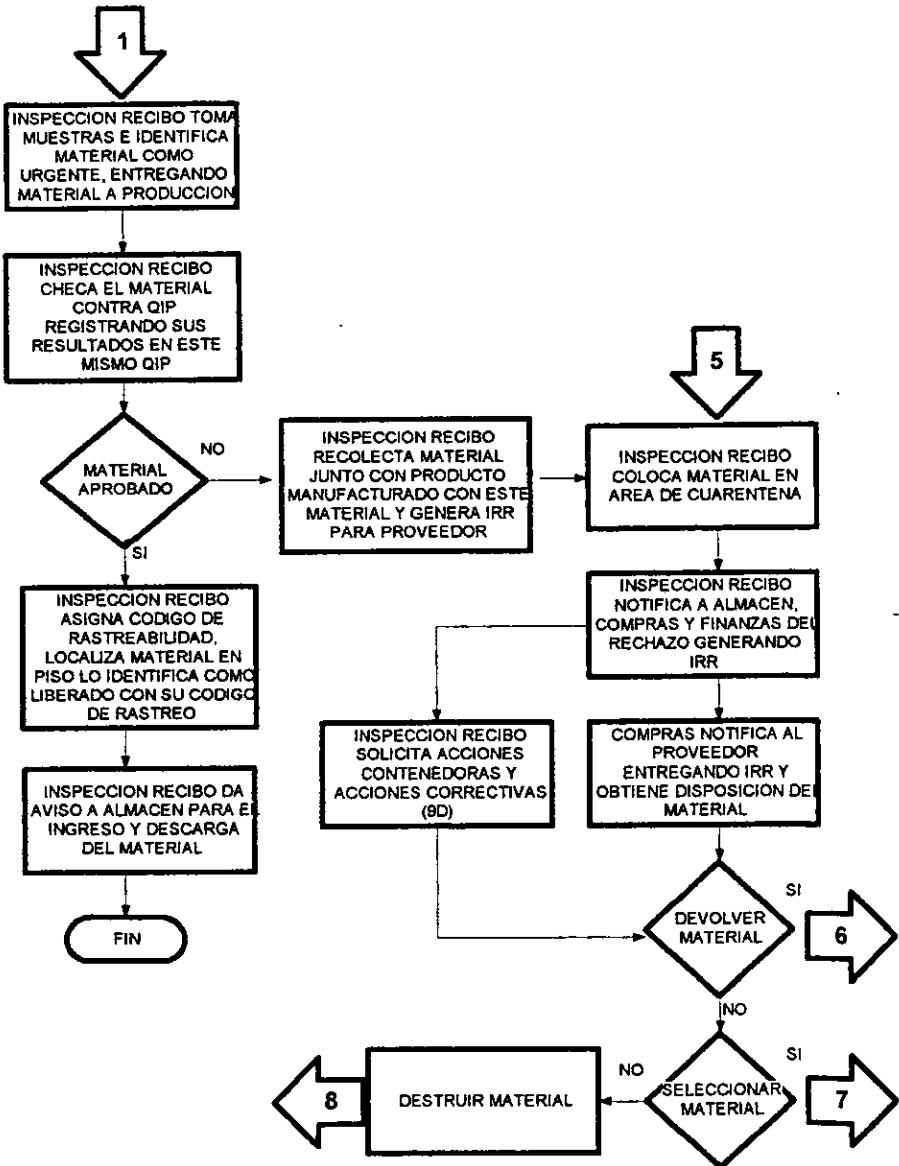 1
INSPECCION RECIBO TOMA
MUESTRAS E IDENTIFICA
MATERIAL COMO
URGENTE, ENTREGANDO
MATERIAL A PRODUCCION
INSPECCION RECIBO
CHECA EL MATERIAL
CONTRA QIP
REGISTRANDO SUS
RESULTADOS EN ESTE
MISMO QIP
MATERIAL
APROBADO
NO
SI
INSPECCION RECIBO
ASIGNA CODIGO DE
RASTREABILIDAD,
LOCALIZA MATERIAL EN
PISO LO IDENTIFICA COMO
LIBERADO CON SU CODIGO
DE RASTREO
INSPECCION RECIBO DA
AVISO A ALMACEN PARA EL
INGRESO Y DESCARGA
DEL MATERIAL
FIN
INSPECCION RECIBO
RECOLECTA MATERIAL
JUNTO CON PRODUCTO
MANUFACTURADO CON ESTE
MATERIAL Y GENERA IRR
PARA PROVEEDOR
5
INSPECCION RECIBO
COLOCA MATERIAL EN
AREA DE CUARENTENA
INSPECCION RECIBO
NOTIFICA A ALMACEN,
COMPRAS Y FINANZAS DEL
RECHAZO GENERANDO
IRR
INSPECCION RECIBO
SOLICITA ACCIONES
CONTENEDORAS Y
ACCIONES CORRECTIVAS
(9D)
COMPRAS NOTIFICA AL
PROVEEDOR
ENTREGANDO IRR Y
OBTIENE DISPOSICION DEL
MATERIAL
DEVOLVER
MATERIAL
SI
6
NO
SELECCIONAR
MATERIAL
SI
7
NO
DESTRUIR MATERIAL
8